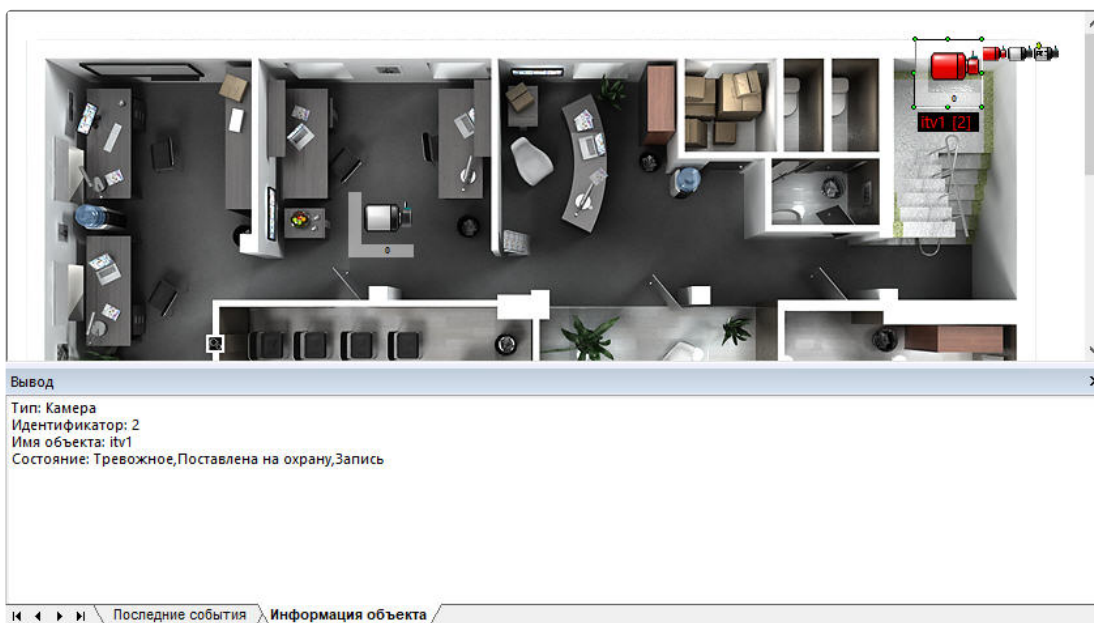 itv1 [2]
Вывод
Тип: Камера
Идентификатор: 2
Имя объекта: itv1
Состояние: Тревожное,Поставлена на охрану,Запись
Последние события
Информация объекта